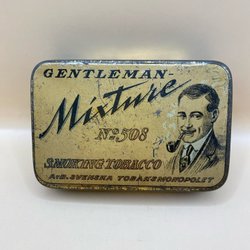 GENTLEMAN-
Mixture
No 508
SMOKING TOBACCO
A-B. SVENSKA TOBAKSMONOPOLET